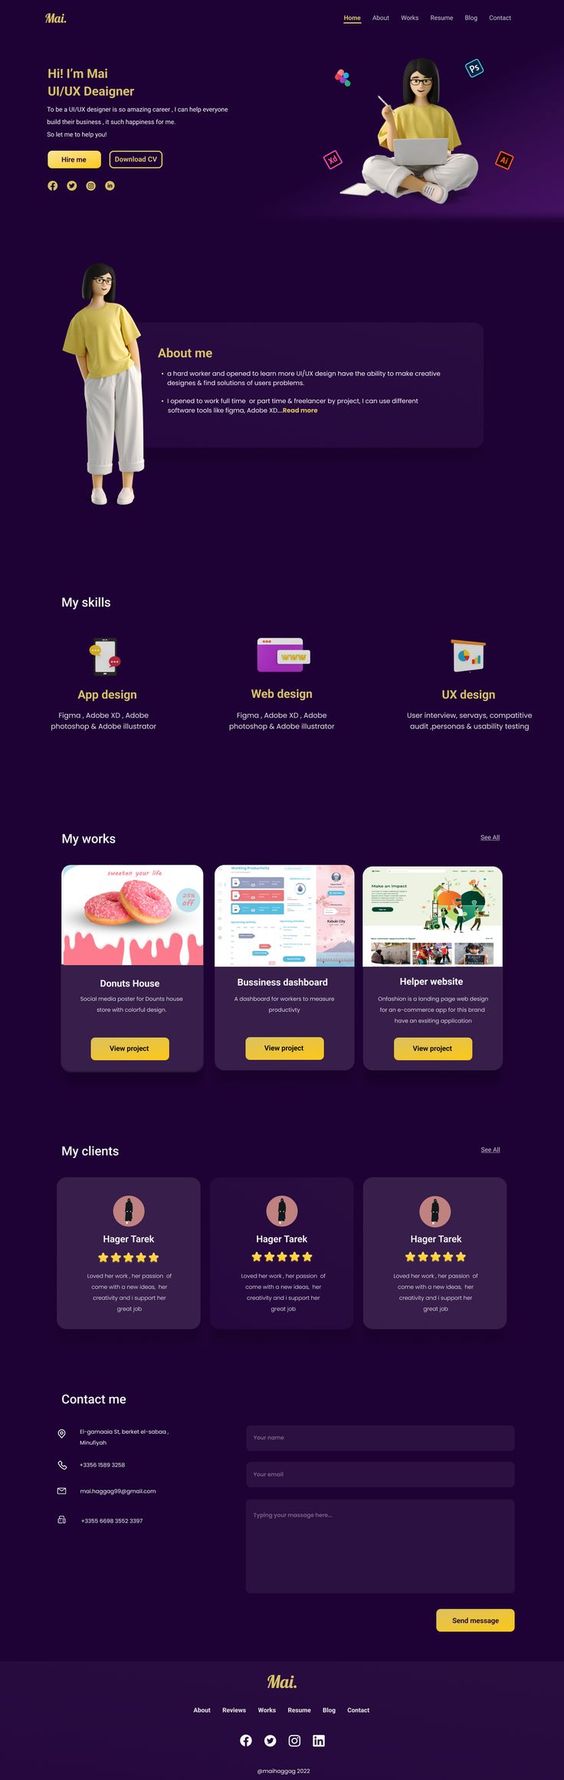 Mai.
Home About Works Resume Blog Contact
Hi! I'm Mai
UI/UX Deaigner
To be a UI/UX designer is so amazing career , I can help everyone
build their business , it such happiness for me.
So let me to help you!
Hire me Download CV
Ps
Xd
Ai
About me
• a hard worker and opened to learn more UI/UX design have the ability to make creative
designes & find solutions of users problems.
• I opened to work full time or part time & freelancer by project, I can use different
software tools like figma, Adobe XD....Read more
My skills
www
App design Web design UX design
Figma , Adobe XD , Adobe
photoshop & Adobe illustrator
Figma , Adobe XD , Adobe
photoshop & Adobe illustrator
User interview, servays, compatitive
audit ,personas & usability testing
My works See All
sweeten your life
25%
off
Working Productivity
Kebuki City
Make an impact
Donuts House
Social media poster for Dounts house
store with colorful design.
View project
Bussiness dashboard
A dashboard for workers to measure
productivty
View project
Helper website
Onfashion is a landing page web design
for an e-commerce app for this brand
have an exsiting application
View project
My clients See All
Hager Tarek
Loved her work , her passion of
come with a new ideas, her
creativity and i support her
great job
Hager Tarek
Loved her work , her passion of
come with a new ideas, her
creativity and i support her
great job
Hager Tarek
Loved her work , her passion of
come with a new ideas, her
creativity and i support her
great job
Contact me
El-gamaaia St, berket el-sabaa ,
Minufiyah
+3356 1589 3258
mai.haggag99@gmail.com
+3355 6698 3552 3397
Your name
Your email
Typing your massage here...
Send message
Mai.
About Reviews Works Resume Blog Contact
@maihaggag 2022